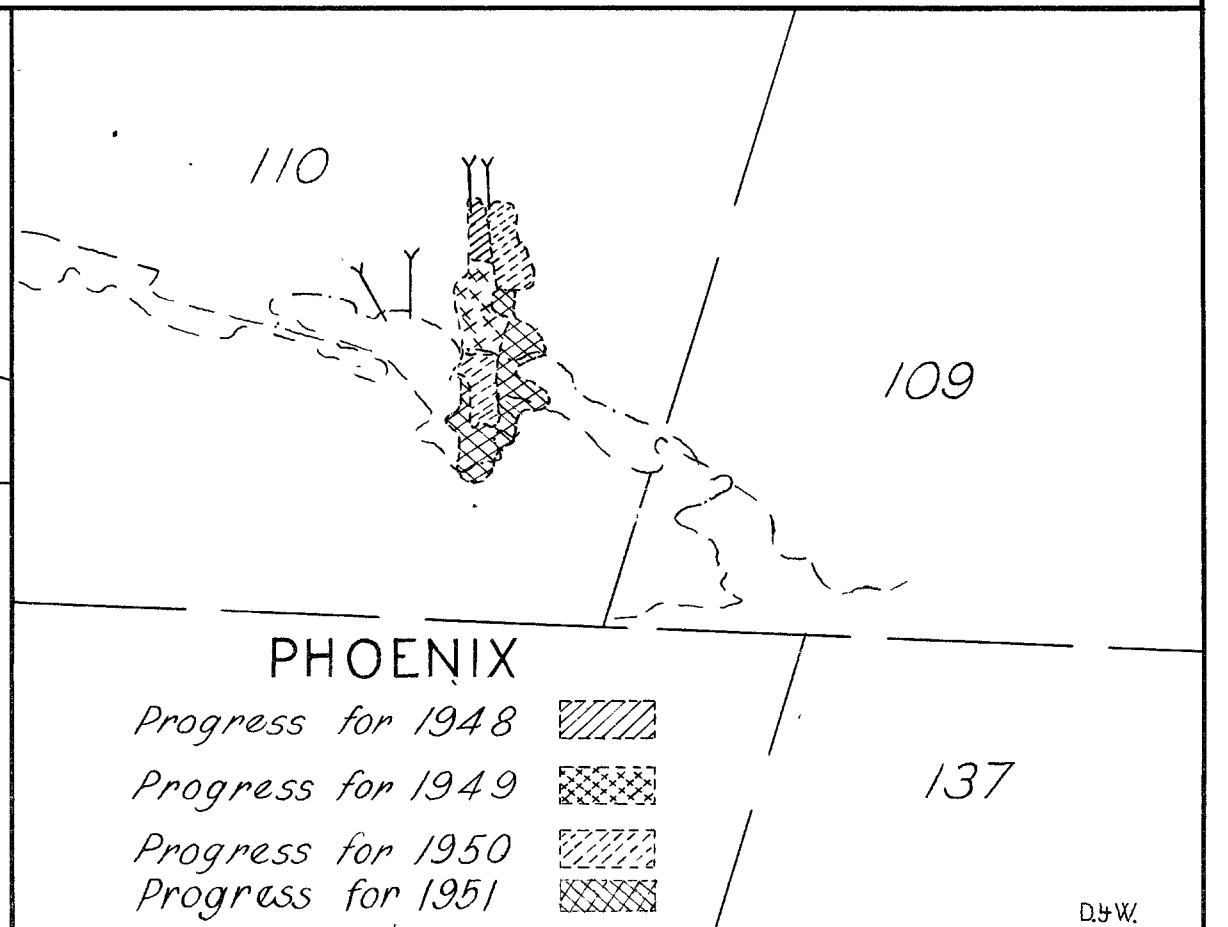 110
109
PHOENIX
Progress for 1948
Progress for 1949
137
Progress for 1950
Progress for 1951
D.&W.